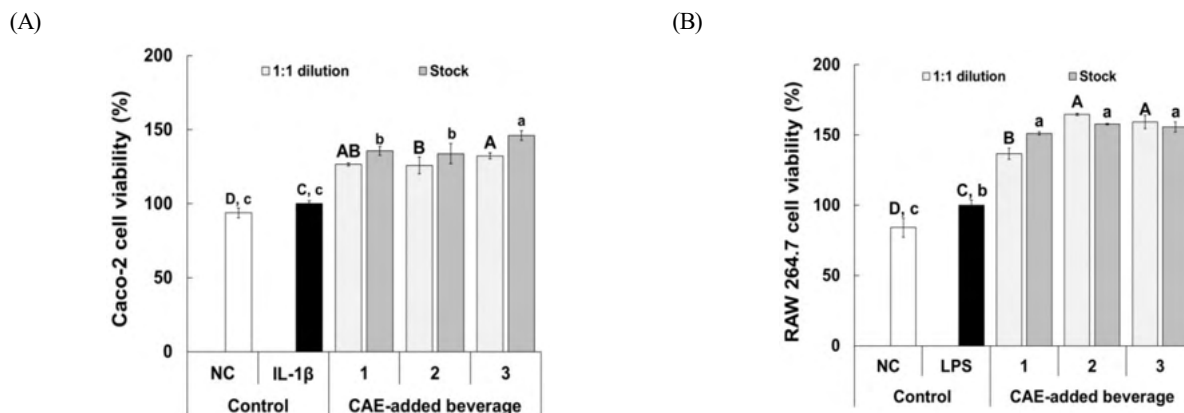 (A)
Caco-2 cell viability (%)
200
150
100
50
0
1:1 dilution
Stock
D, c
C, c
AB
b
B
b
A
a
NC
IL-1β
1
2
3
Control
CAE-added beverage
(B)
RAW 264.7 cell viability (%)
200
150
100
50
0
1:1 dilution
Stock
D, c
C, b
B
a
A
a
A
a
NC
LPS
1
2
3
Control
CAE-added beverage